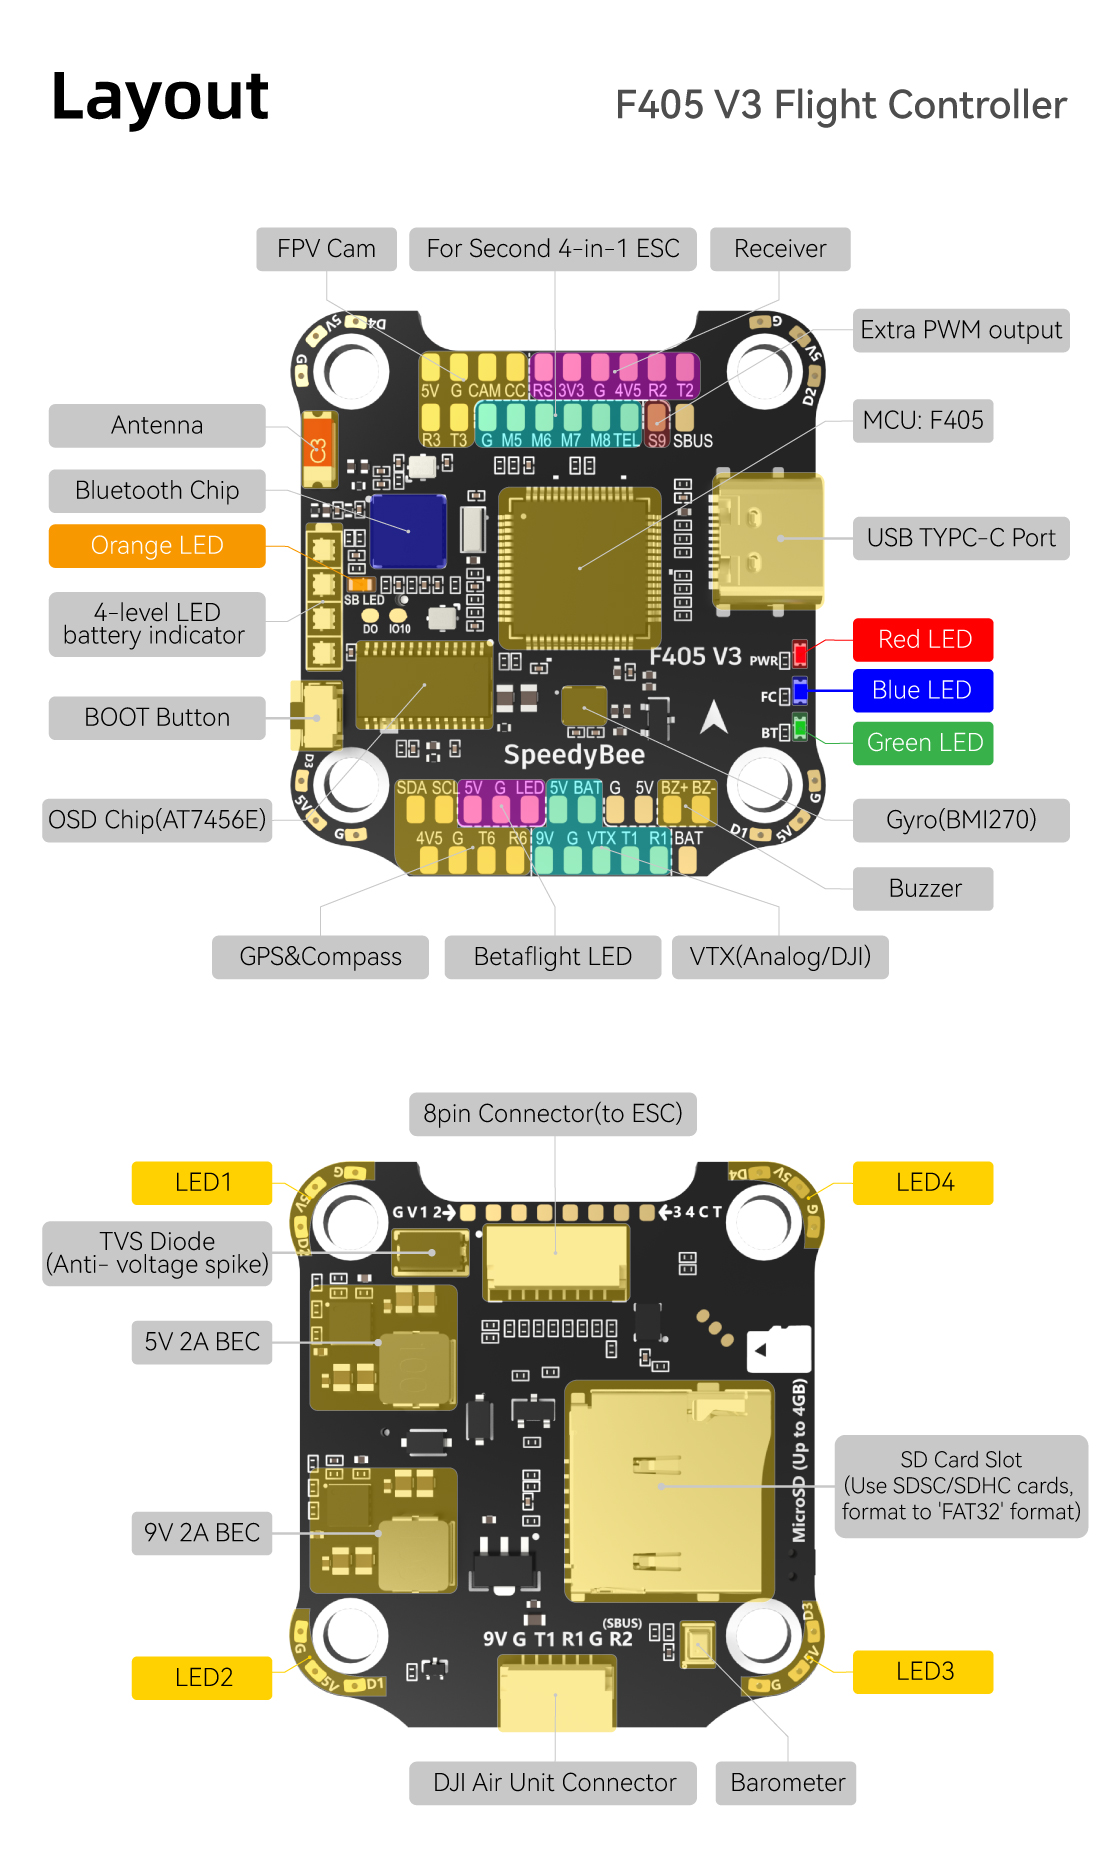 Layout
F405 V3 Flight Controller
FPV Cam
For Second 4-in-1 ESC
Receiver
Extra PWM output
G 5V D4
G 5V D2
5V G CAM CC RS 3V3 G 4V5 R2 T2
R3 T3 G M5 M6 M7 M8 TEL S9 SBUS
Antenna
C3
MCU: F405
Bluetooth Chip
Orange LED
USB TYPC-C Port
4-level LED
battery indicator
SB LED
DO IO10
F405 V3
PWR
Red LED
FC
Blue LED
BT
Green LED
BOOT Button
SpeedyBee
D3 5V G
SDA SCL 5V G LED 5V BAT G 5V BZ+ BZ-
4V5 G T6 R6 9V G VTX T1 R1 BAT
D1 5V G
OSD Chip(AT7456E)
Gyro(BMI270)
Buzzer
GPS&Compass
Betaflight LED
VTX(Analog/DJI)
8pin Connector(to ESC)
LED1
LED4
G 5V D2
D4 5V G
G V 1 2
3 4 C T
TVS Diode
(Anti- voltage spike)
5V 2A BEC
100
MicroSD (Up to 4GB)
SD Card Slot
(Use SDSC/SDHC cards,
format to 'FAT32' format)
9V 2A BEC
(SBUS)
9V G T1 R1 G R2
G 5V D1
D3 5V G
LED2
LED3
DJI Air Unit Connector
Barometer